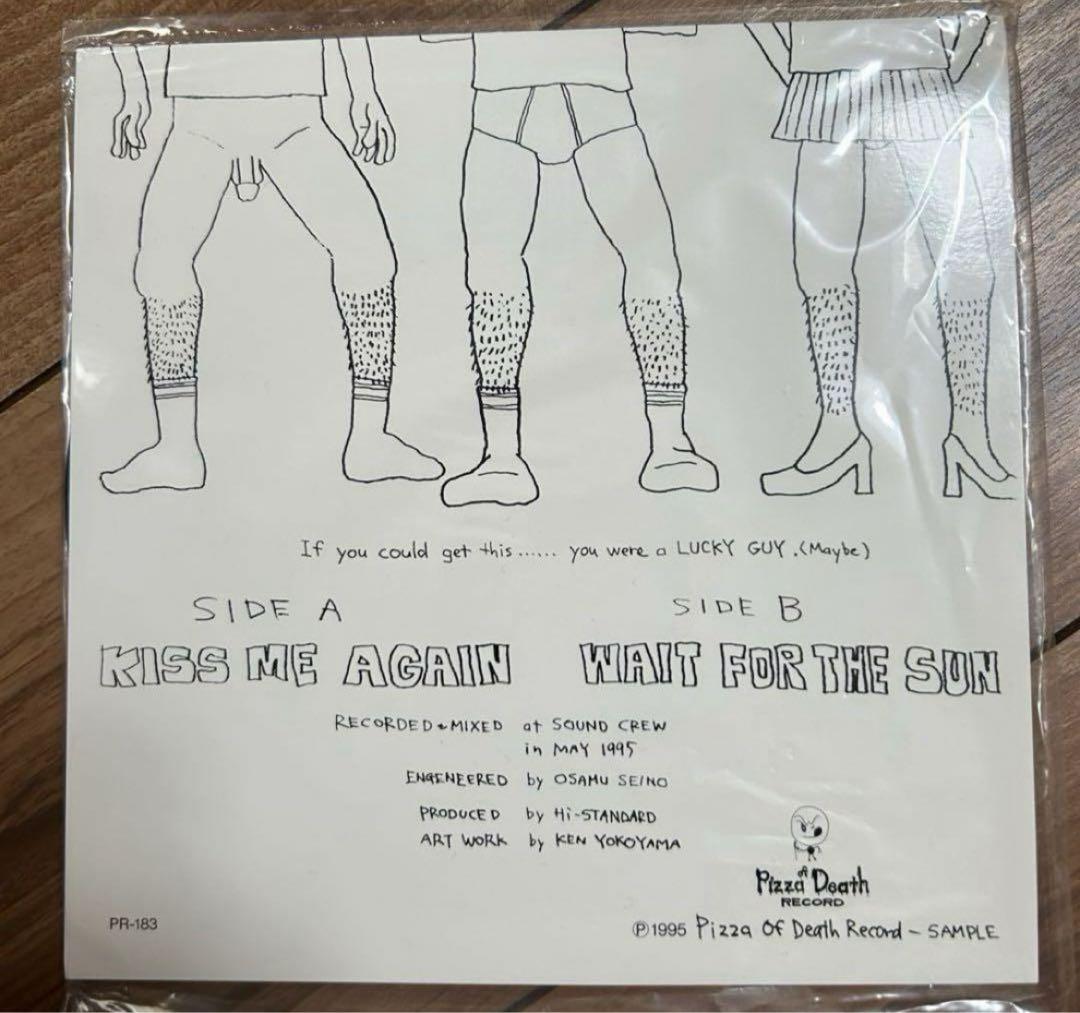 If you could get this...... you were a LUCKY GUY.(Maybe)
SIDE A
SIDE B
KISS ME AGAIN
WAIT FOR THE SUN
RECORDED & MIXED at SOUND CREW
in MAY 1995
ENGENEERED by OSAMU SEINO
PRODUCED by Hi-STANDARD
ART WORK by KEN YOKOYAMA
Pizza of Death
RECORD
PR-183
Ⓟ1995 Pizza Of Death Record - SAMPLE